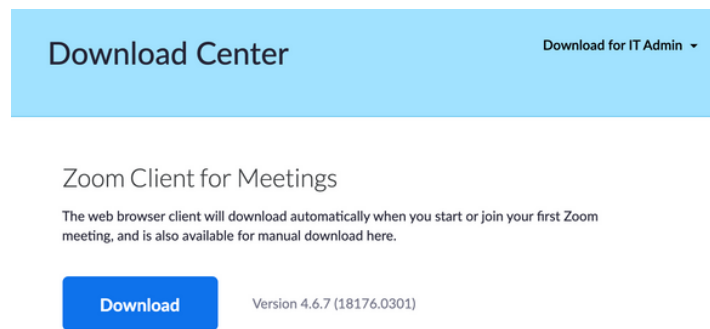 Download Center
Download for IT Admin
Zoom Client for Meetings
The web browser client will download automatically when you start or join your first Zoom
meeting, and is also available for manual download here.
Download
Version 4.6.7 (18176.0301)